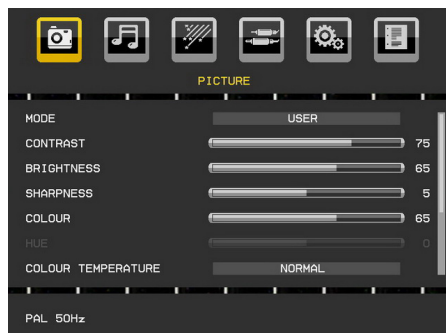 PICTURE
MODE USER
CONTRAST 75
BRIGHTNESS 65
SHARPNESS 5
COLOUR 65
HUE 0
COLOUR TEMPERATURE NORMAL
PAL 50Hz